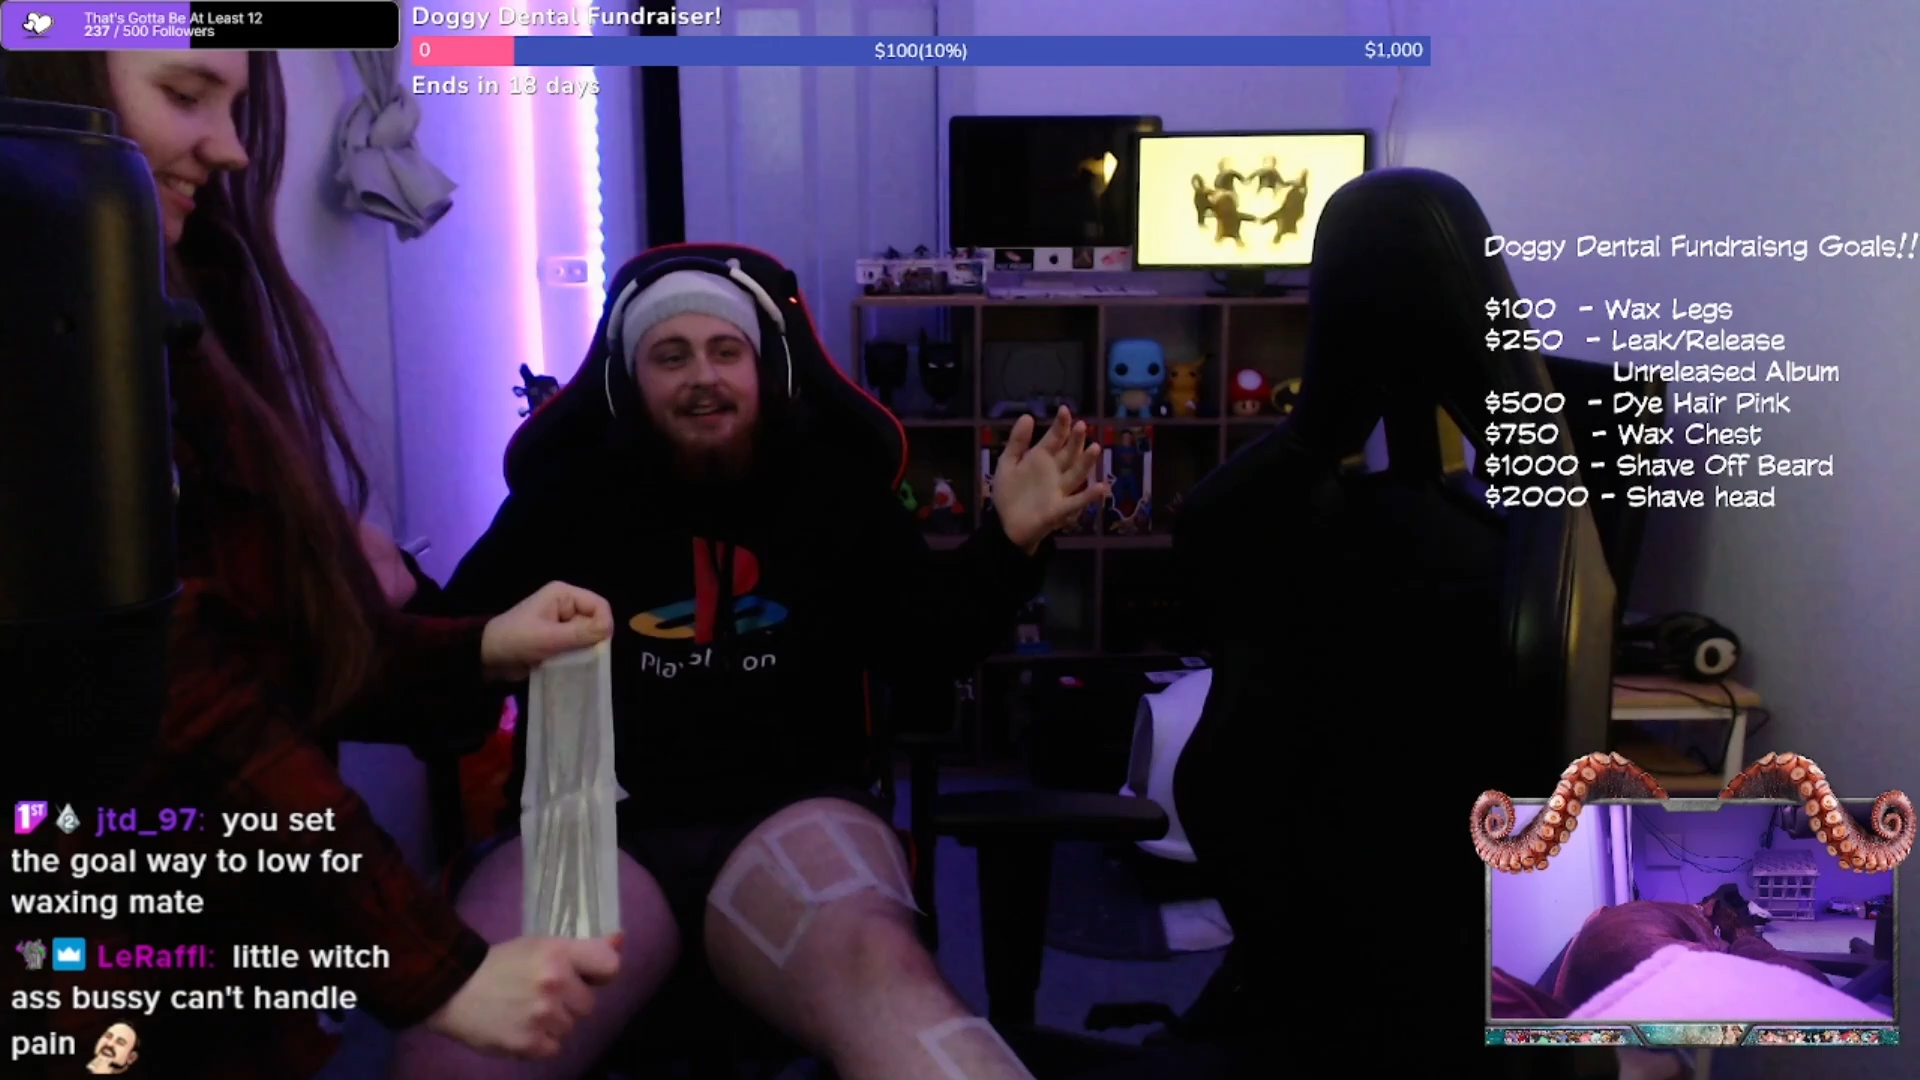 That's Gotta Be At Least 12
237 / 500 Followers
Doggy Dental Fundraiser!
0 $100(10%) $1,000
Ends in 18 days
Doggy Dental Fundraisng Goals!!
$100 - Wax Legs
$250 - Leak/Release
Unreleased Album
$500 - Dye Hair Pink
$750 - Wax Chest
$1000 - Shave Off Beard
$2000 - Shave head
1ST 2 jtd_97: you set
the goal way to low for
waxing mate
LeRaffl: little witch
ass bussy can't handle
pain